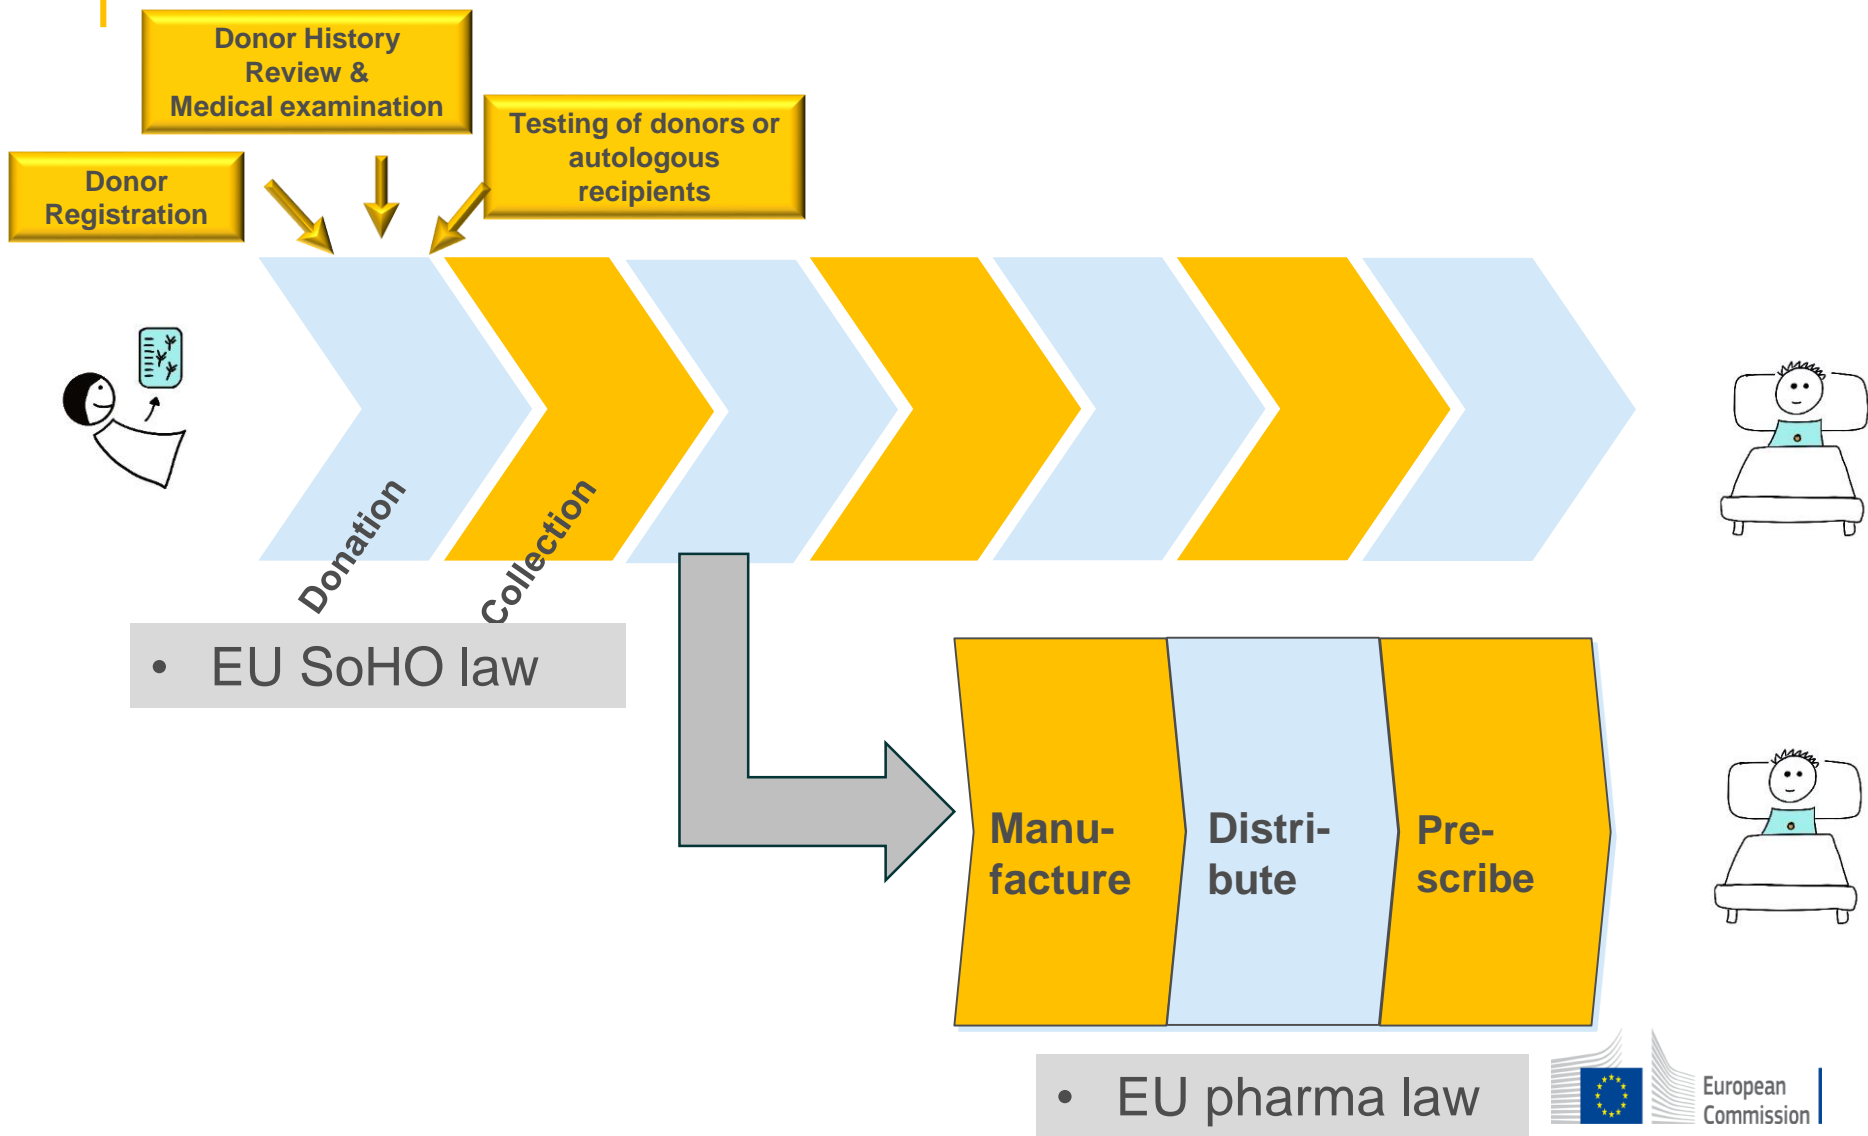 Donor History
Review &
Medical examination
Testing of donors or
autologous
recipients
Donor
Registration
Donation
Collection
• EU SoHO law
Manu-
facture
Distri-
bute
Pre-
scribe
• EU pharma law
European
Commission